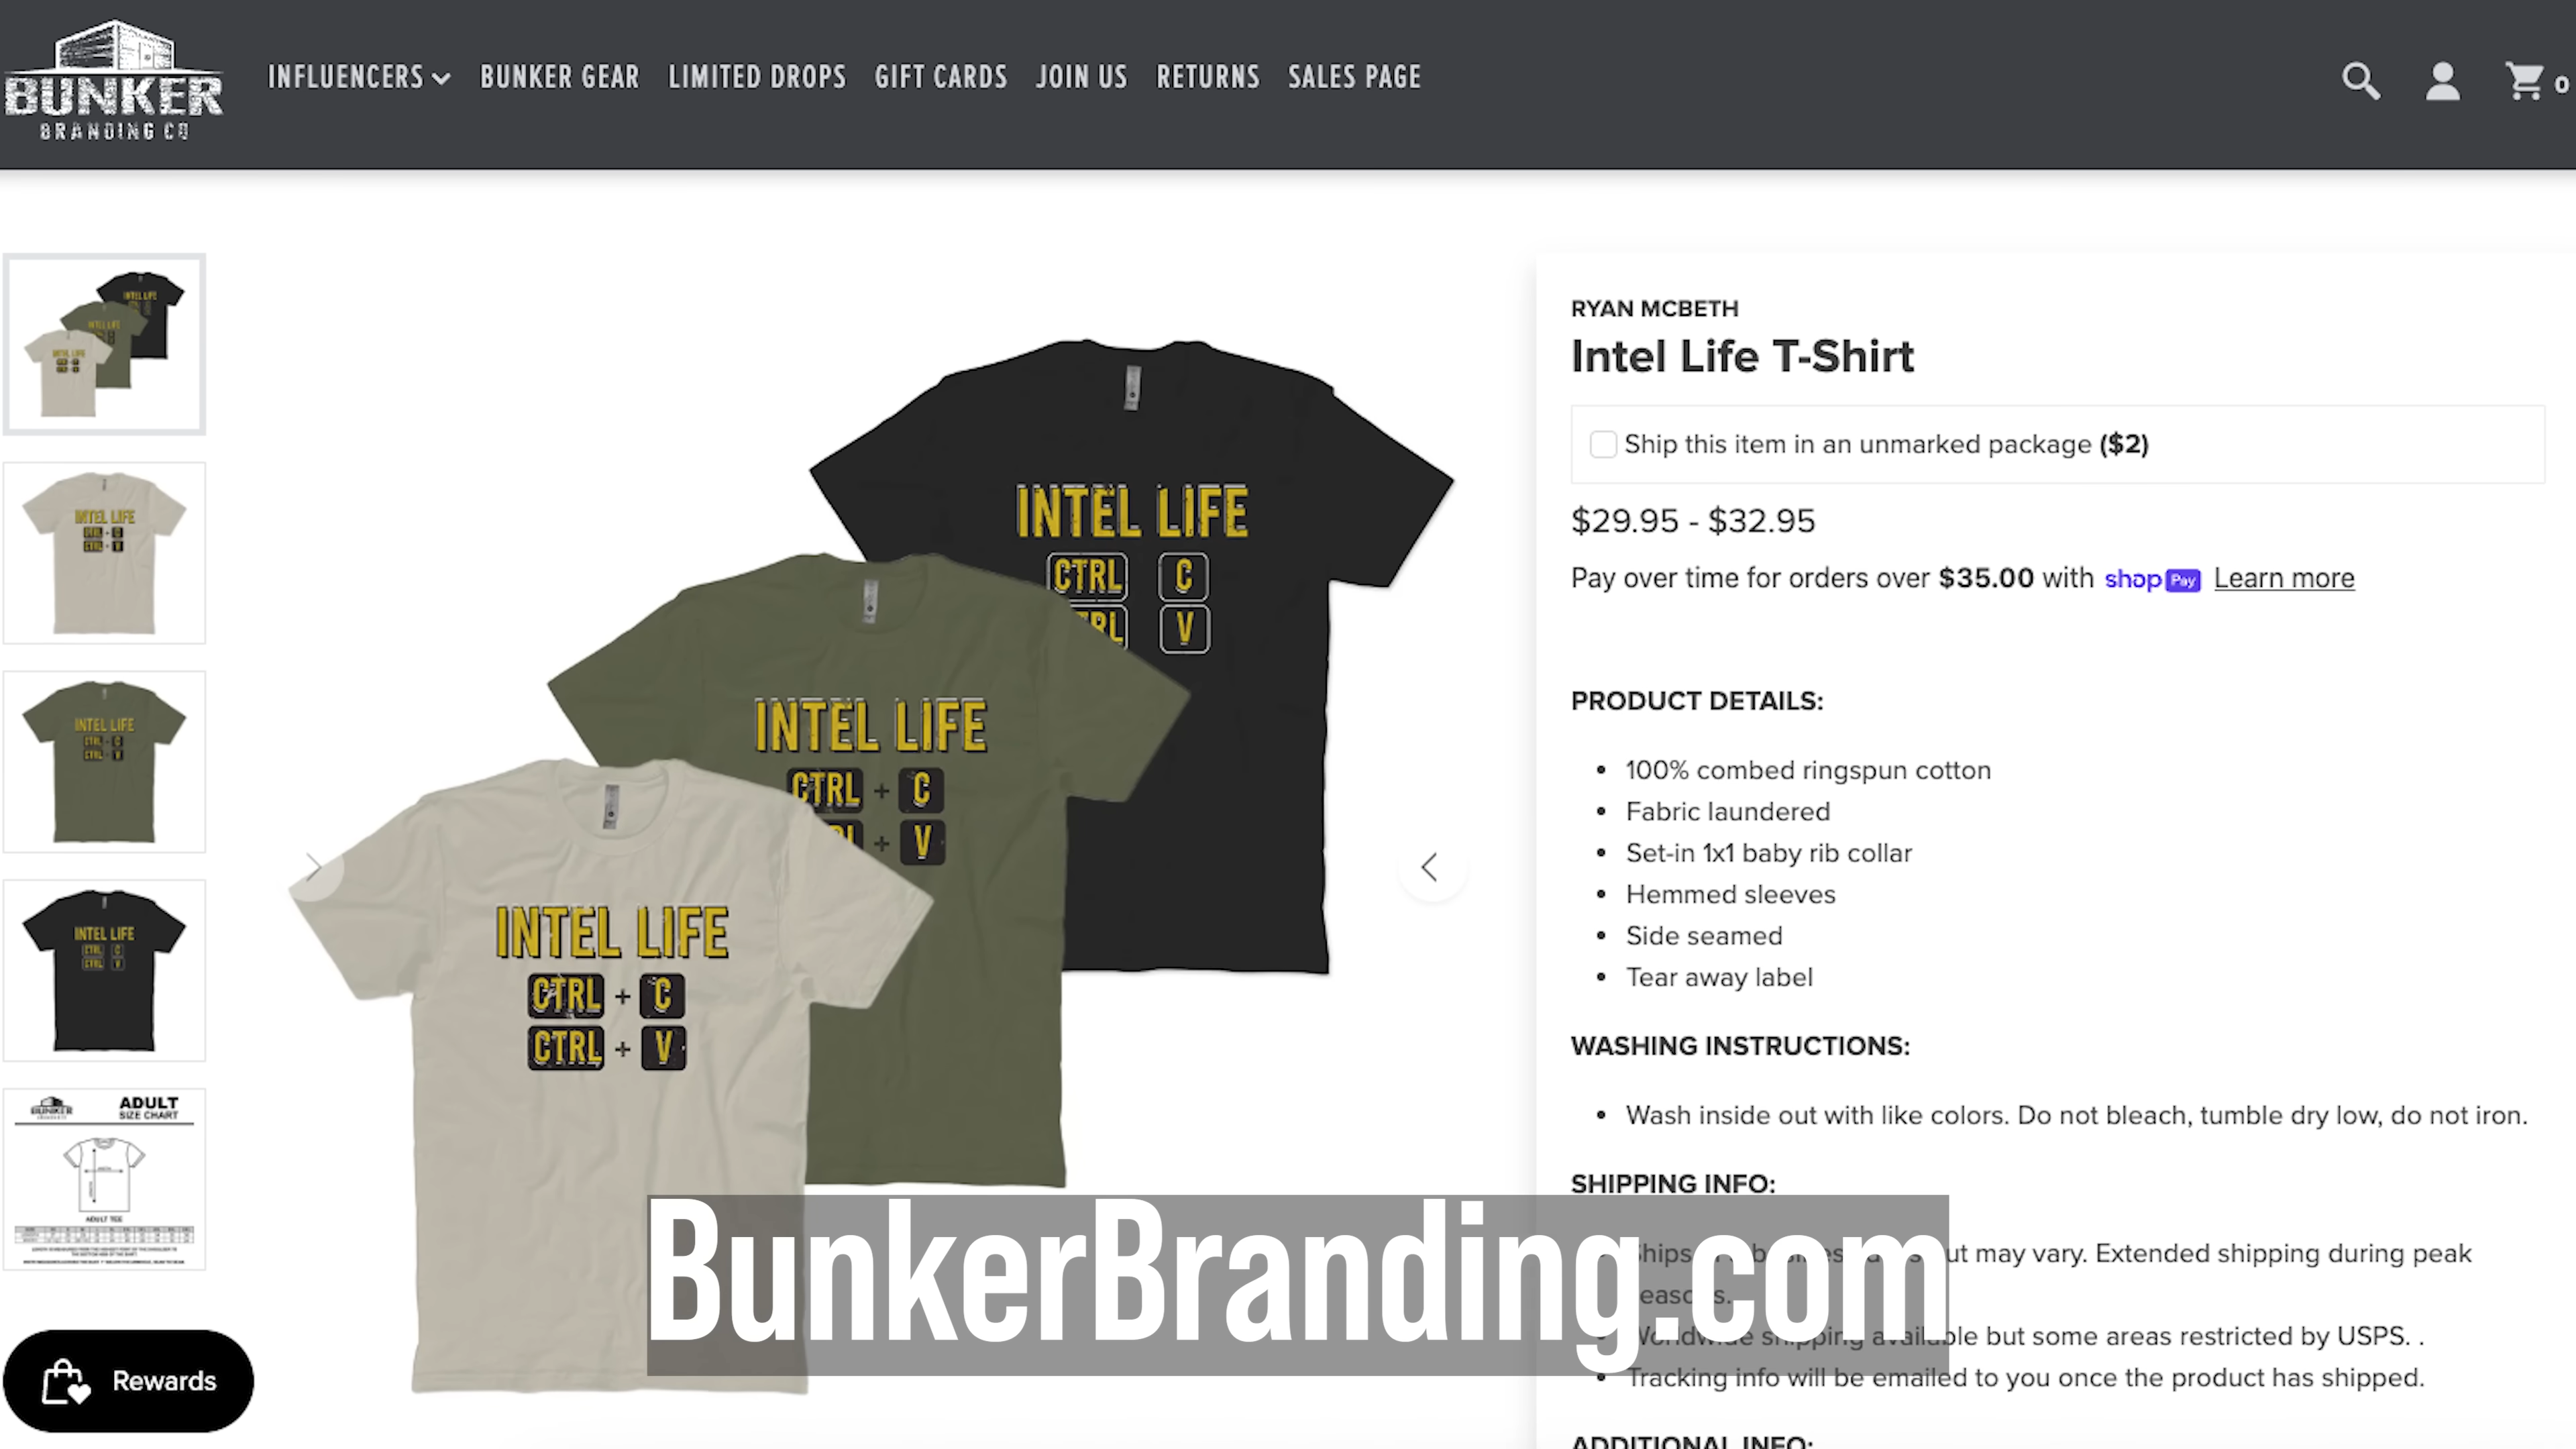 BUNKER
BRANDING CO
INFLUENCERS
BUNKER GEAR
LIMITED DROPS
GIFT CARDS
JOIN US
RETURNS
SALES PAGE
0
INTEL LIFE
CTRL C
V
INTEL LIFE
CTRL + C
+ V
INTEL LIFE
CTRL + C
CTRL + V
INTEL LIFE
INTEL LIFE
INTEL LIFE
BUNKER
ADULT
SIZE CHART
ADULT TEE
Rewards
RYAN MCBETH
Intel Life T-Shirt
Ship this item in an unmarked package ($2)
$29.95 - $32.95
Pay over time for orders over $35.00 with shop Pay Learn more
PRODUCT DETAILS:
• 100% combed ringspun cotton
• Fabric laundered
• Set-in 1x1 baby rib collar
• Hemmed sleeves
• Side seamed
• Tear away label
WASHING INSTRUCTIONS:
• Wash inside out with like colors. Do not bleach, tumble dry low, do not iron.
SHIPPING INFO:
may vary. Extended shipping during peak
Worldwide shipping available but some areas restricted by USPS. .
• Tracking info will be emailed to you once the product has shipped.
ADDITIONAL INFO:
BunkerBranding.com